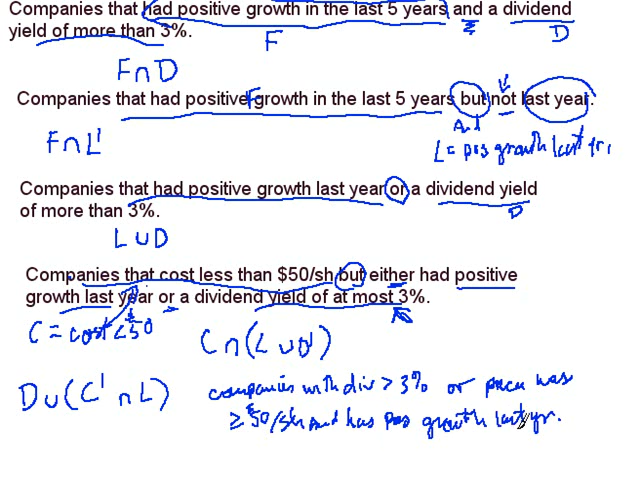 Companies that had positive growth in the last 5 years and a dividend
yield of more than 3%.
F D
F∩D
Companies that had positive growth in the last 5 years but not last year.
F
And
F∩L'
L = pos growth last yr.
Companies that had positive growth last year or a dividend yield
of more than 3%.
D
L∪D
Companies that cost less than $50/sh but either had positive
growth last year or a dividend yield of at most 3%.
C = cost < $50
C∩(L∪D')
D∪(C'∩L)
companies with div > 3% or has
≥ $50/sh and has pos growth last yr.